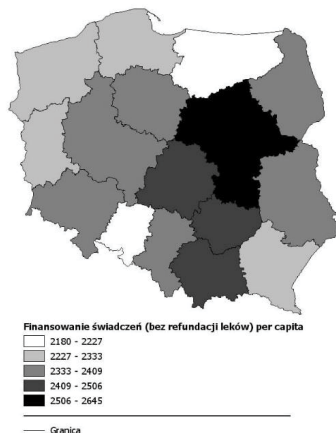 Finansowanie świadczeń (bez refundacji leków) per capita
2180 - 2227
2227 - 2333
2333 - 2409
2409 - 2506
2506 - 2645
Granica